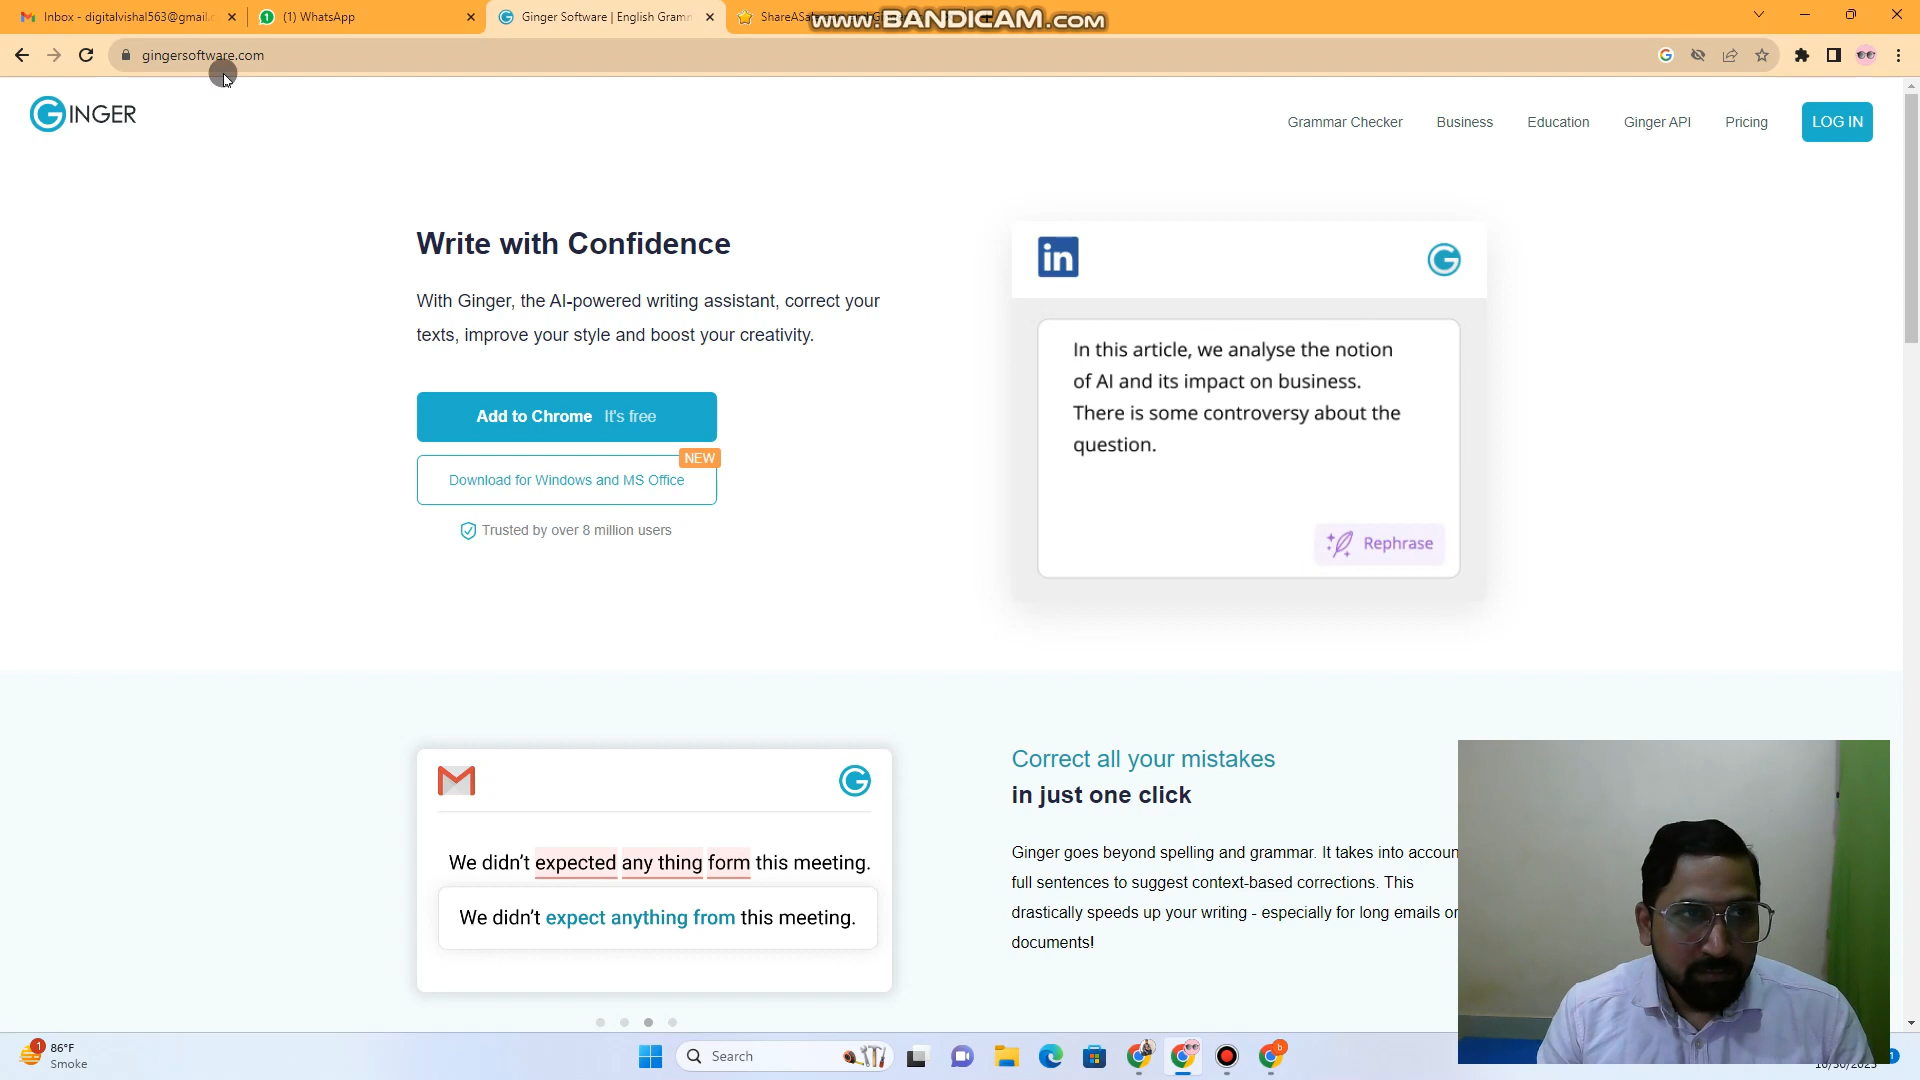 Inbox - digitalvishal563@gmail.c
(1) WhatsApp
Ginger Software | English Gramm
ShareASale
www.BANDICAM.com
gingersoftware.com
GINGER
Grammar Checker
Business
Education
Ginger API
Pricing
LOG IN
Write with Confidence
With Ginger, the AI-powered writing assistant, correct your
texts, improve your style and boost your creativity.
Add to Chrome It's free
NEW
Download for Windows and MS Office
Trusted by over 8 million users
in
In this article, we analyse the notion
of AI and its impact on business.
There is some controversy about the
question.
Rephrase
We didn't expected any thing form this meeting.
We didn't expect anything from this meeting.
Correct all your mistakes
in just one click
Ginger goes beyond spelling and grammar. It takes into accoun
full sentences to suggest context-based corrections. This
drastically speeds up your writing - especially for long emails or
documents!
1
86°F
Smoke
Search
b
1